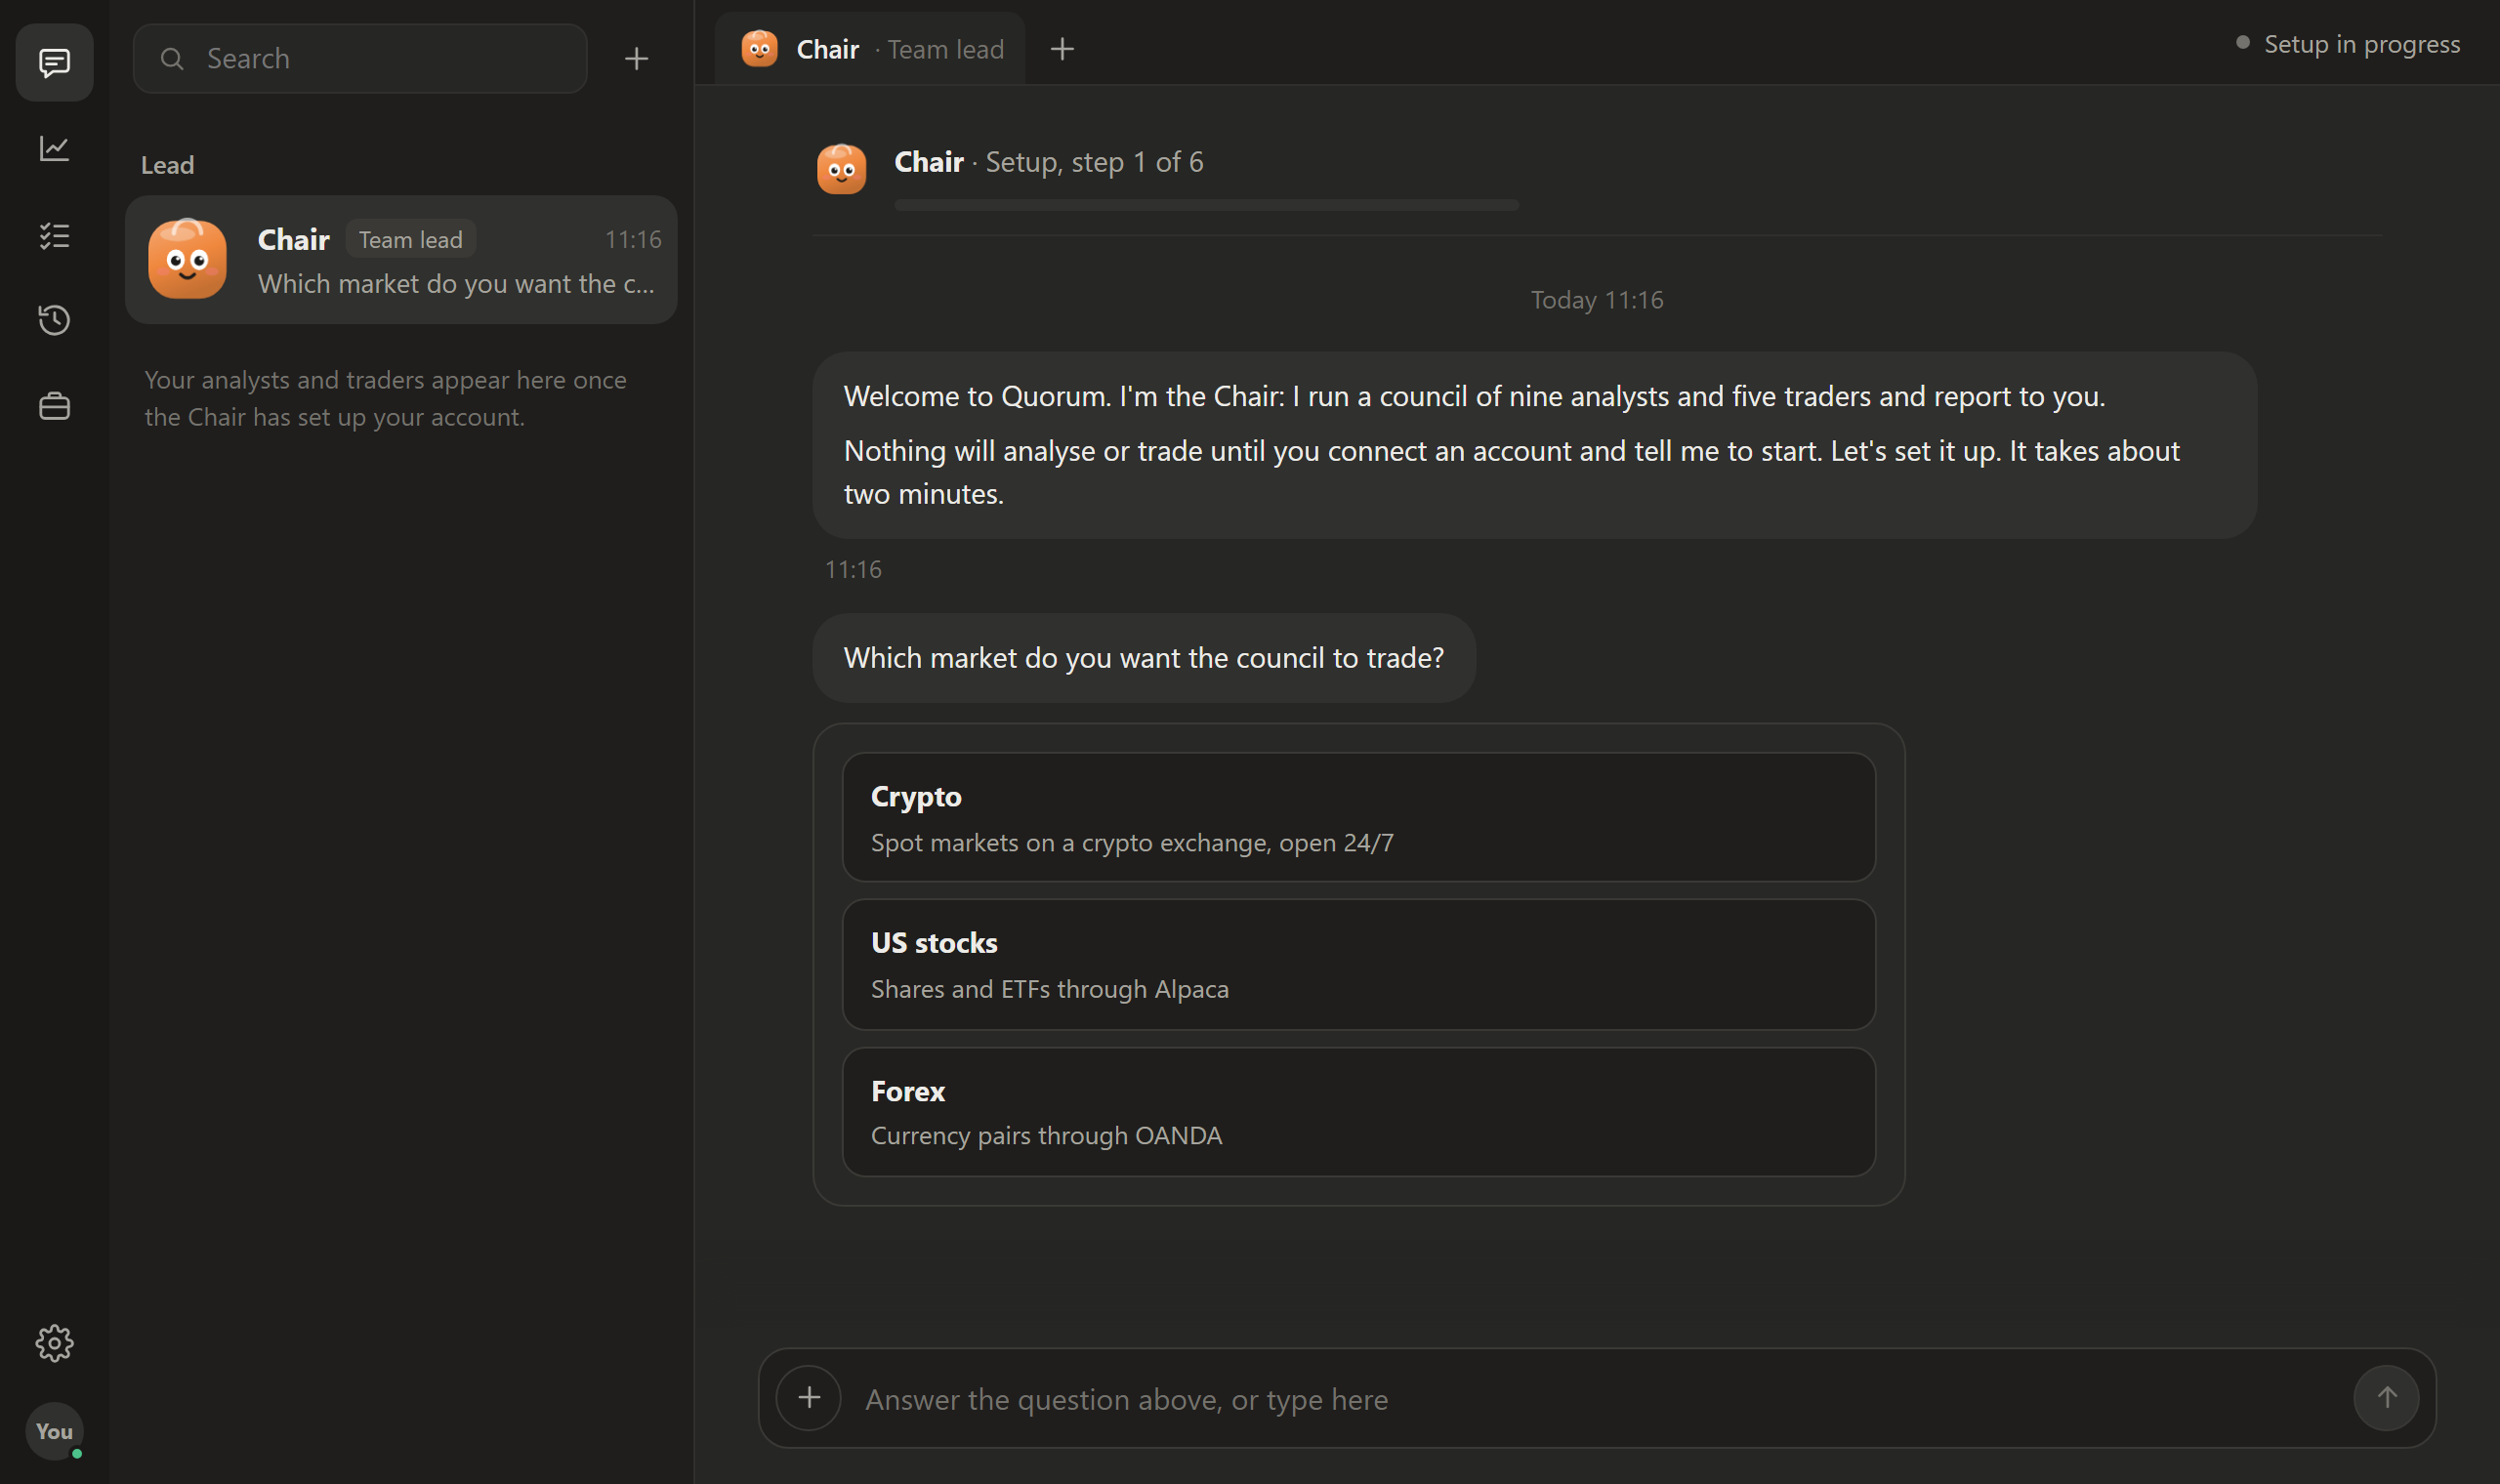 Search
Lead
Chair Team lead 11:16
Which market do you want the c...
Your analysts and traders appear here once
the Chair has set up your account.
You
Chair · Team lead
Setup in progress
Chair · Setup, step 1 of 6
Today 11:16
Welcome to Quorum. I'm the Chair: I run a council of nine analysts and five traders and report to you.
Nothing will analyse or trade until you connect an account and tell me to start. Let's set it up. It takes about
two minutes.
11:16
Which market do you want the council to trade?
Crypto
Spot markets on a crypto exchange, open 24/7
US stocks
Shares and ETFs through Alpaca
Forex
Currency pairs through OANDA
Answer the question above, or type here